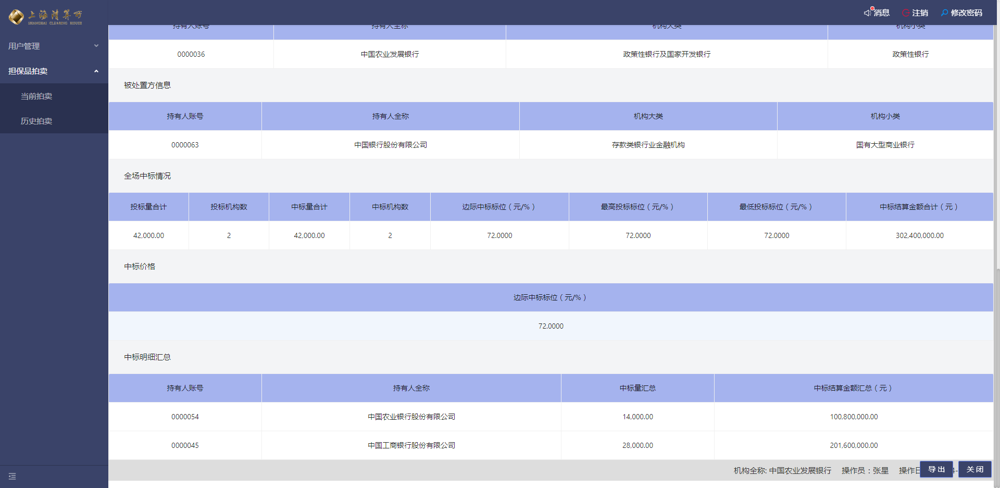 上海清算所
SHANGHAI CLEARING HOUSE
消息 注销 修改密码
用户管理
担保品拍卖
当前拍卖
历史拍卖
持有人账号 持有人全称 机构大类 机构小类
0000036 中国农业发展银行 政策性银行及国家开发银行 政策性银行
被处置方信息
持有人账号 持有人全称 机构大类 机构小类
0000063 中国银行股份有限公司 存款类银行业金融机构 国有大型商业银行
全场中标情况
投标量合计 投标机构数 中标量合计 中标机构数 边际中标标位（元/%） 最高投标标位（元/%） 最低投标标位（元/%） 中标结算金额合计（元）
42,000.00 2 42,000.00 2 72.0000 72.0000 72.0000 302,400,000.00
中标价格
边际中标标位（元/%）
72.0000
中标明细汇总
持有人账号 持有人全称 中标量汇总 中标结算金额汇总（元）
0000054 中国农业银行股份有限公司 14,000.00 100,800,000.00
0000045 中国工商银行股份有限公司 28,000.00 201,600,000.00
机构全称: 中国农业发展银行 操作员：张星 操作日 导出 4- 关闭